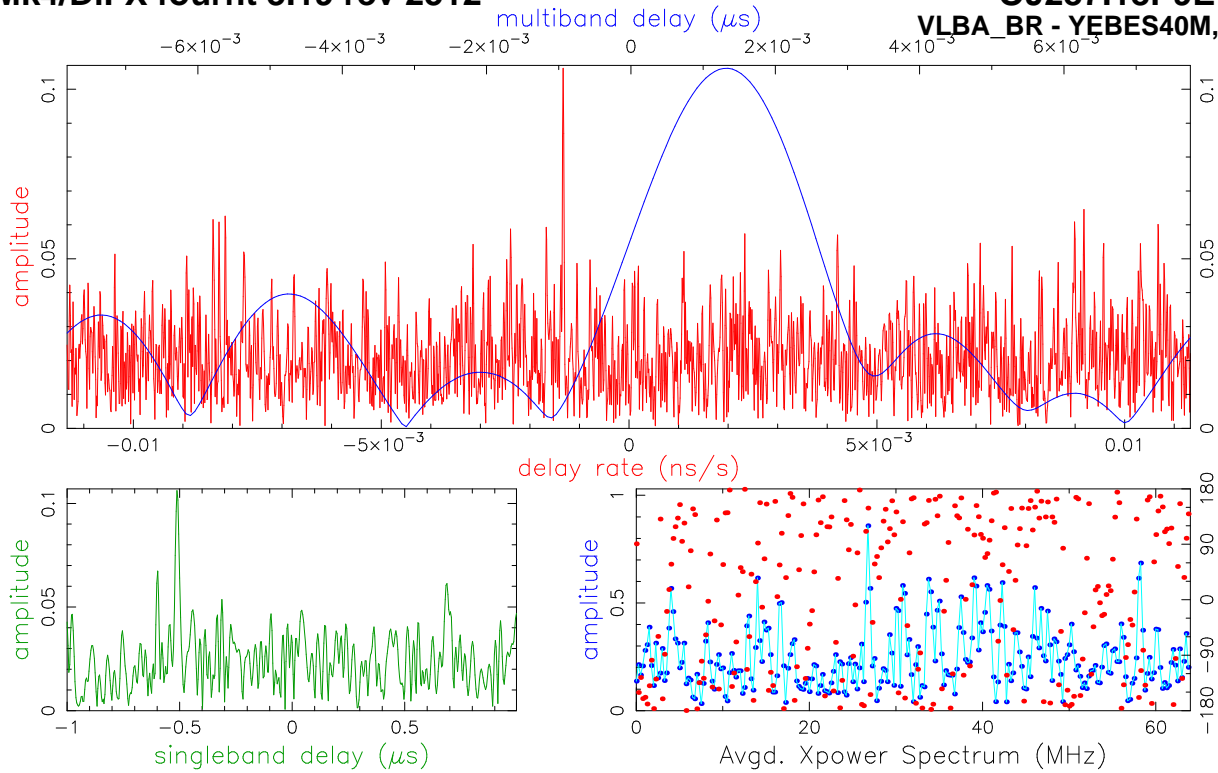 multiband delay (μs)
VLBA_BR - YEBES40M,
−6×10⁻³ −4×10⁻³ −2×10⁻³ 0 2×10⁻³ 4×10⁻³ 6×10⁻³
0.1 0.1
0.05 0.05
amplitude
0 0
−0.01 −5×10⁻³ 0 5×10⁻³ 0.01
delay rate (ns/s)
0.1
0.05
0
amplitude
−1 −0.5 0 0.5
singleband delay (μs)
1
0.5
0
amplitude
180
90
0
−90
−180
0 20 40 60
Avgd. Xpower Spectrum (MHz)